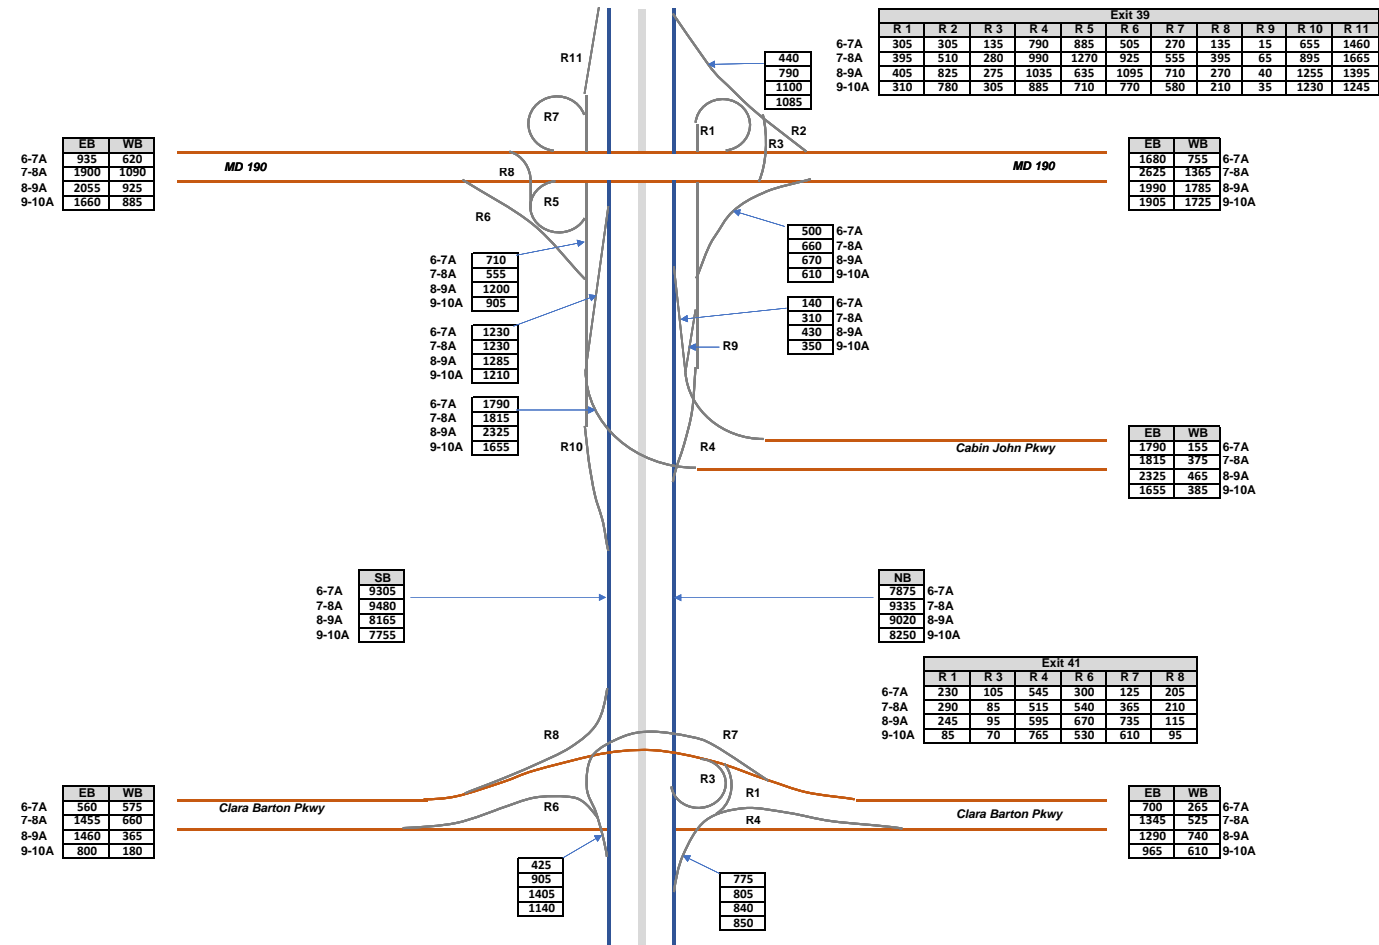 Exit 39
R 1 R 2 R 3 R 4 R 5 R 6 R 7 R 8 R 9 R 10 R 11
6-7A 305 305 135 790 885 505 270 135 15 655 1460
7-8A 395 510 280 990 1270 925 555 395 65 895 1665
8-9A 405 825 275 1035 635 1095 710 270 40 1255 1395
9-10A 310 780 305 885 710 770 580 210 35 1230 1245
R11
440
790
1100
1085
R7
R1
R2
R3
EB WB
6-7A 935 620
7-8A 1900 1090
8-9A 2055 925
9-10A 1660 885
MD 190
MD 190
EB WB
1680 755 6-7A
2625 1365 7-8A
1990 1785 8-9A
1905 1725 9-10A
R8
R5
R6
500 6-7A
660 7-8A
670 8-9A
610 9-10A
6-7A 710
7-8A 555
8-9A 1200
9-10A 905
140 6-7A
310 7-8A
430 8-9A
350 9-10A
R9
6-7A 1230
7-8A 1230
8-9A 1285
9-10A 1210
6-7A 1790
7-8A 1815
8-9A 2325
9-10A 1655
R10
R4
Cabin John Pkwy
EB WB
1790 155 6-7A
1815 375 7-8A
2325 465 8-9A
1655 385 9-10A
SB
6-7A 9305
7-8A 9480
8-9A 8165
9-10A 7755
NB
7875 6-7A
9335 7-8A
9020 8-9A
8250 9-10A
Exit 41
R 1 R 3 R 4 R 6 R 7 R 8
6-7A 230 105 545 300 125 205
7-8A 290 85 515 540 365 210
8-9A 245 95 595 670 735 115
9-10A 85 70 765 530 610 95
R8
R7
R3
R1
R6
R4
EB WB
6-7A 560 575
7-8A 1455 660
8-9A 1460 365
9-10A 800 180
Clara Barton Pkwy
Clara Barton Pkwy
EB WB
700 265 6-7A
1345 525 7-8A
1290 740 8-9A
965 610 9-10A
425
905
1405
1140
775
805
840
850